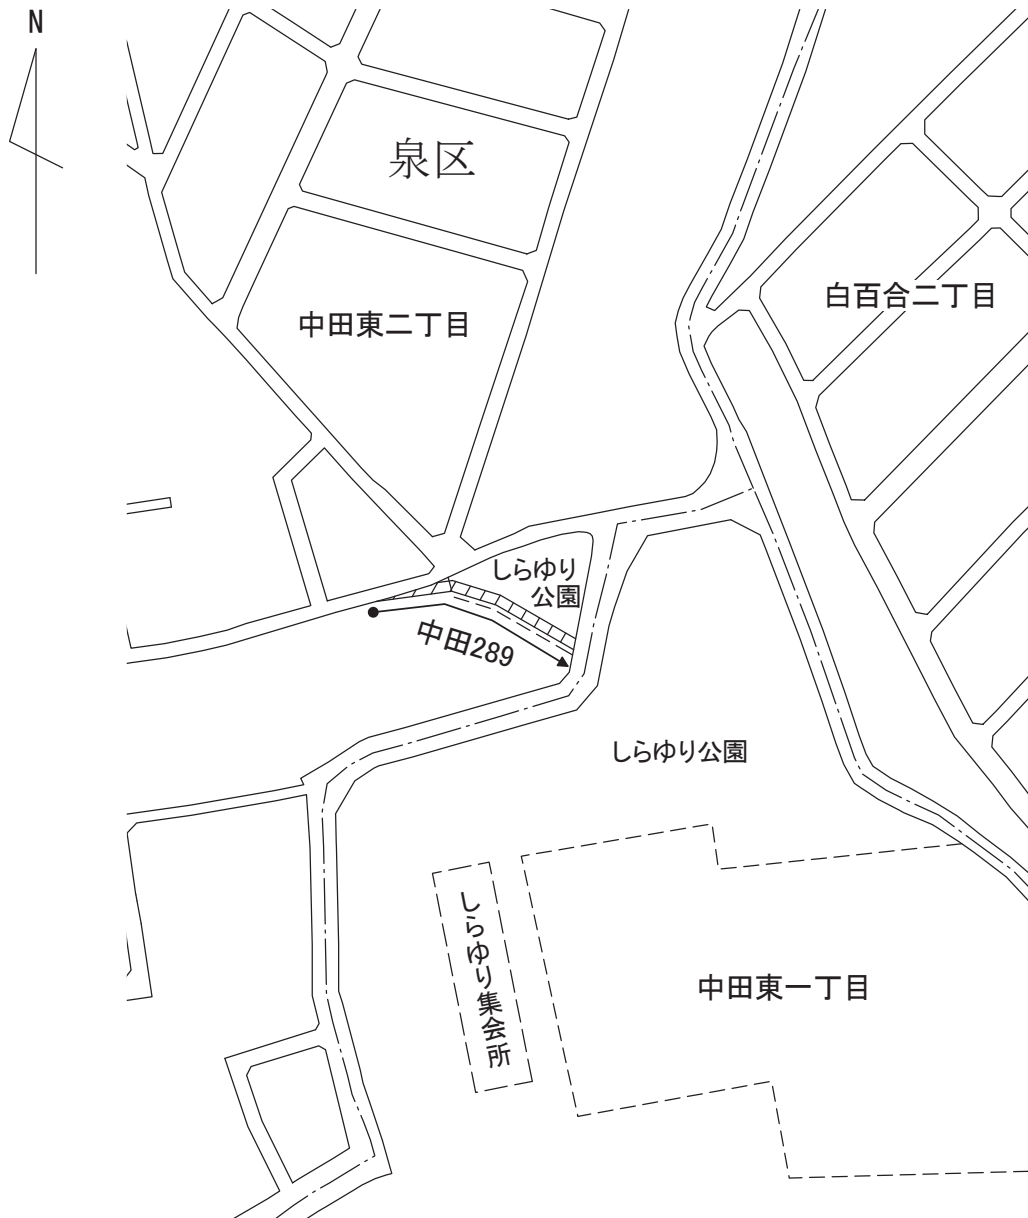 N
泉区
白百合二丁目
中田東二丁目
しらゆり
公園
中田289
しらゆり公園
しらゆり集会所
中田東一丁目